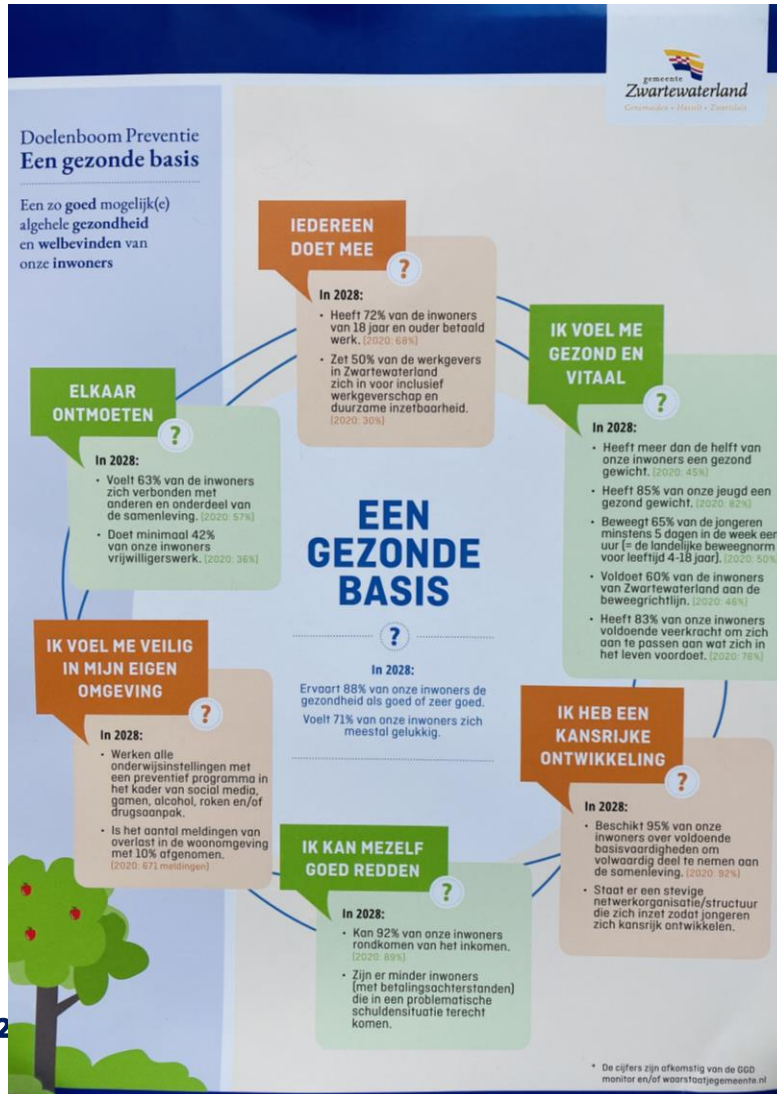 gemeente
Zwartewaterland
Genemuiden • Hasselt • Zwartsluis
Doelenboom Preventie
Een gezonde basis
Een zo goed mogelijk(e)
algehele gezondheid
en welbevinden van
onze inwoners
IEDEREEN
DOET MEE
?
In 2028:
• Heeft 72% van de inwoners
van 18 jaar en ouder betaald
werk. [2020: 68%]
• Zet 50% van de werkgevers
in Zwartewaterland
zich in voor inclusief
werkgeverschap en
duurzame inzetbaarheid.
[2020: 30%]
IK VOEL ME
GEZOND EN
VITAAL
?
In 2028:
• Heeft meer dan de helft van
onze inwoners een gezond
gewicht. [2020: 45%]
• Heeft 85% van onze jeugd een
gezond gewicht. [2020: 82%]
• Beweegt 65% van de jongeren
minstens 5 dagen in de week een
uur [= de landelijke beweegnorm
voor leeftijd 4-18 jaar]. [2020: 50%
• Voldoet 60% van de inwoners
van Zwartewaterland aan de
beweegrichtlijn. [2020: 46%]
• Heeft 83% van onze inwoners
voldoende veerkracht om zich
aan te passen aan wat zich in
het leven voordoet. [2020: 76%]
ELKAAR
ONTMOETEN
?
In 2028:
• Voelt 63% van de inwoners
zich verbonden met
anderen en onderdeel van
de samenleving. [2020: 57%]
• Doet minimaal 42%
van onze inwoners
vrijwilligerswerk. [2020: 36%]
EEN
GEZONDE
BASIS
?
In 2028:
Ervaart 88% van onze inwoners de
gezondheid als goed of zeer goed.
Voelt 71% van onze inwoners zich
meestal gelukkig.
IK VOEL ME VEILIG
IN MIJN EIGEN
OMGEVING
?
In 2028:
• Werken alle
onderwijsinstellingen met
een preventief programma in
het kader van social media,
gamen, alcohol, roken en/of
drugsaanpak.
• Is het aantal meldingen van
overlast in de woonomgeving
met 10% afgenomen.
[2020: 671 meldingen]
IK HEB EEN
KANSRIJKE
ONTWIKKELING
?
In 2028:
• Beschikt 95% van onze
inwoners over voldoende
basisvaardigheden om
volwaardig deel te nemen aan
de samenleving. [2020: 92%]
• Staat er een stevige
netwerkorganisatie/structuur
die zich inzet zodat jongeren
zich kansrijk ontwikkelen.
IK KAN MEZELF
GOED REDDEN
?
In 2028:
• Kan 92% van onze inwoners
rondkomen van het inkomen.
[2020: 89%]
• Zijn er minder inwoners
[met betalingsachterstanden]
die in een problematische
schuldensituatie terecht
komen.
2
* De cijfers zijn afkomstig van de GGD
monitor en/of waarstaatjegemeente.nl